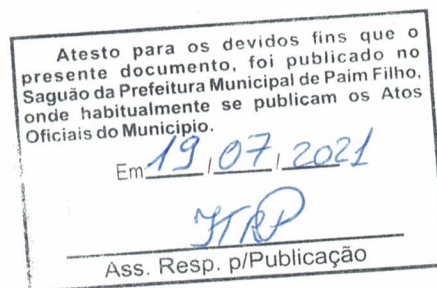 Atesto para os devidos fins que o
presente documento, foi publicado no
Saguão da Prefeitura Municipal de Paim Filho,
onde habitualmente se publicam os Atos
Oficiais do Município.
Em 19 / 07 / 2021
Ass. Resp. p/Publicação